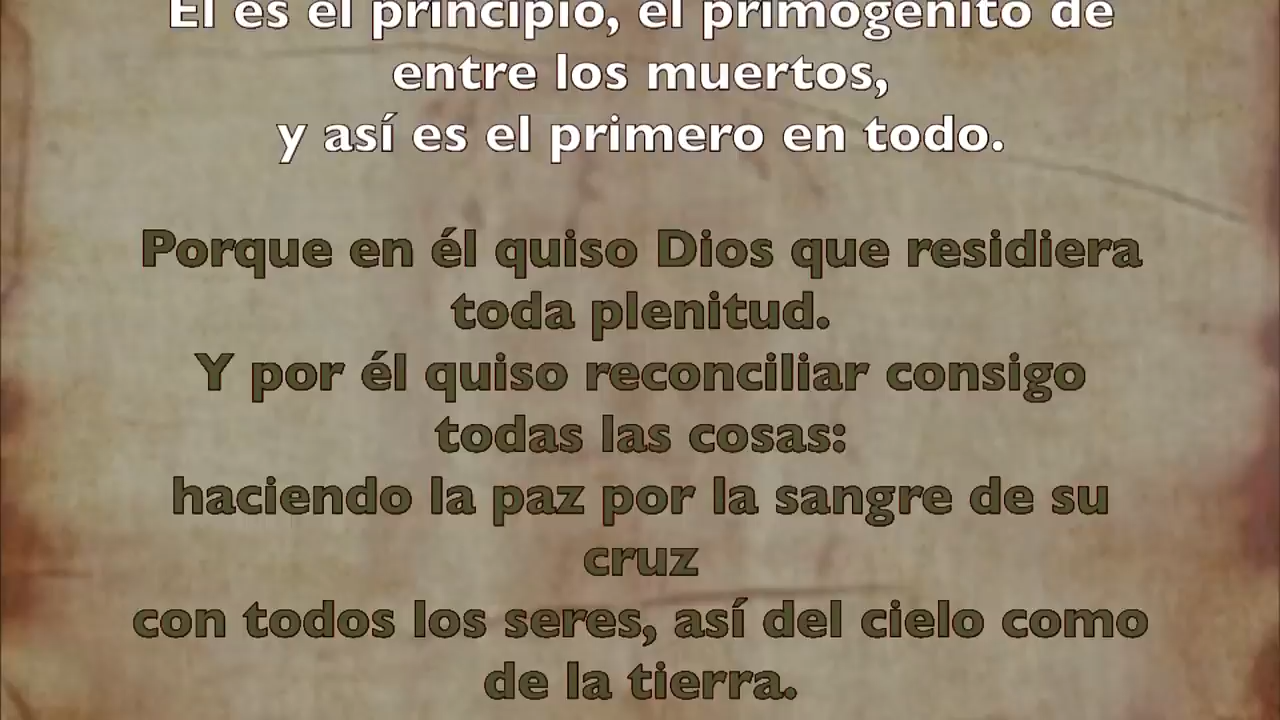 Él es el principio, el primogénito de
entre los muertos,
y así es el primero en todo.
Porque en él quiso Dios que residiera
toda plenitud.
Y por él quiso reconciliar consigo
todas las cosas:
haciendo la paz por la sangre de su
cruz
con todos los seres, así del cielo como
de la tierra.